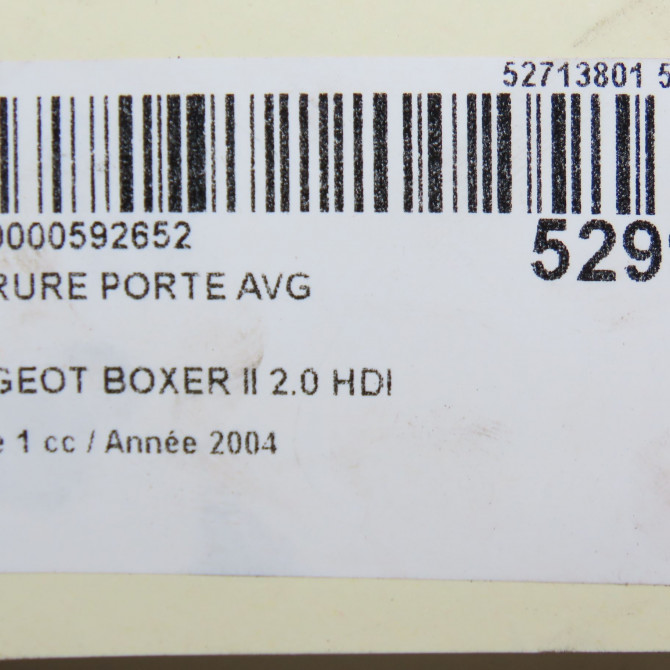 52713801 5
0000592652
529
RURE PORTE AVG
GEOT BOXER II 2.0 HDI
e 1 cc / Année 2004